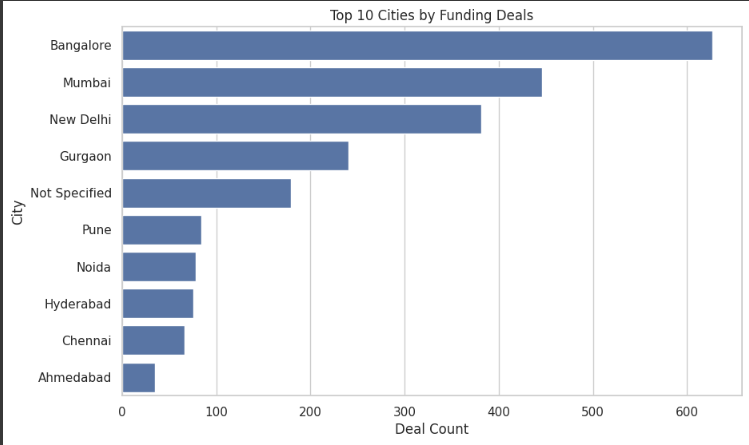 Top 10 Cities by Funding Deals
Bangalore
Mumbai
New Delhi
Gurgaon
Not Specified
Pune
Noida
Hyderabad
Chennai
Ahmedabad
City
0 100 200 300 400 500 600
Deal Count